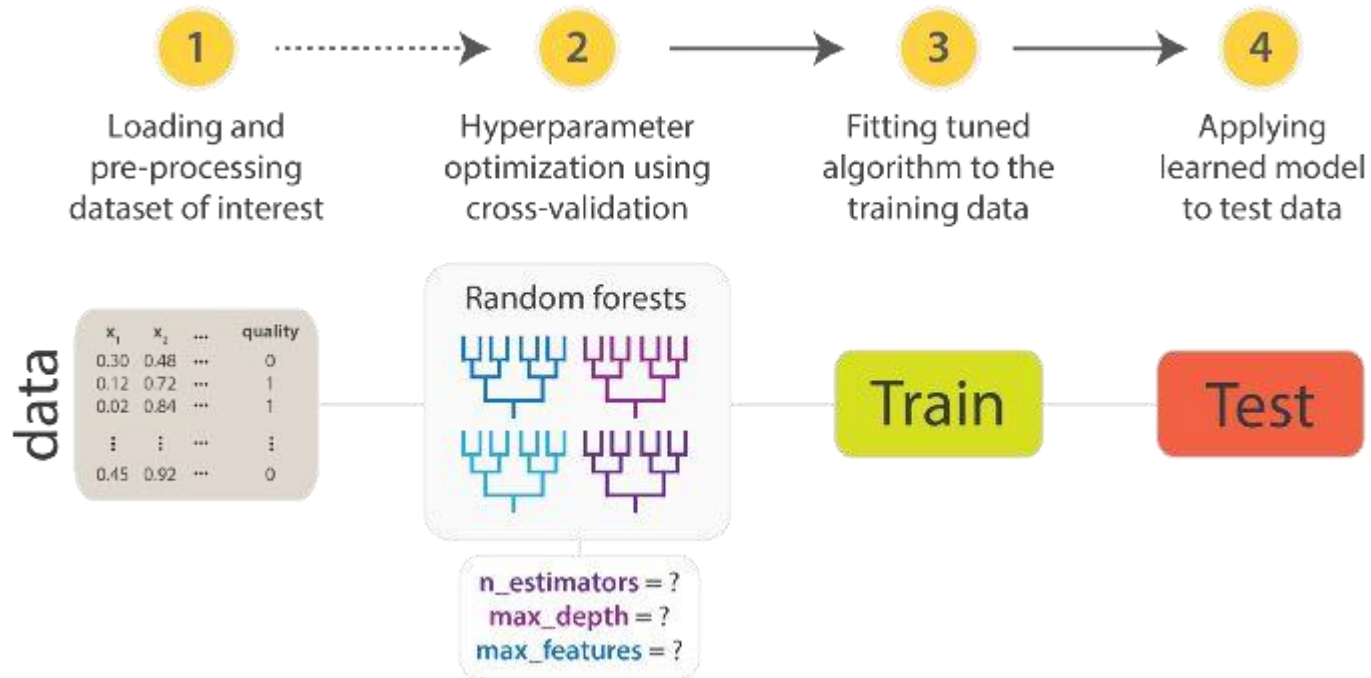 1
2
3
4
Loading and
pre-processing
dataset of interest
Hyperparameter
optimization using
cross-validation
Fitting tuned
algorithm to the
training data
Applying
learned model
to test data
data
x₁ x₂ ... quality
0.30 0.48 ... 0
0.12 0.72 ... 1
0.02 0.84 ... 1
⋮ ⋮ ... ⋮
0.45 0.92 ... 0
Random forests
n_estimators = ?
max_depth = ?
max_features = ?
Train
Test